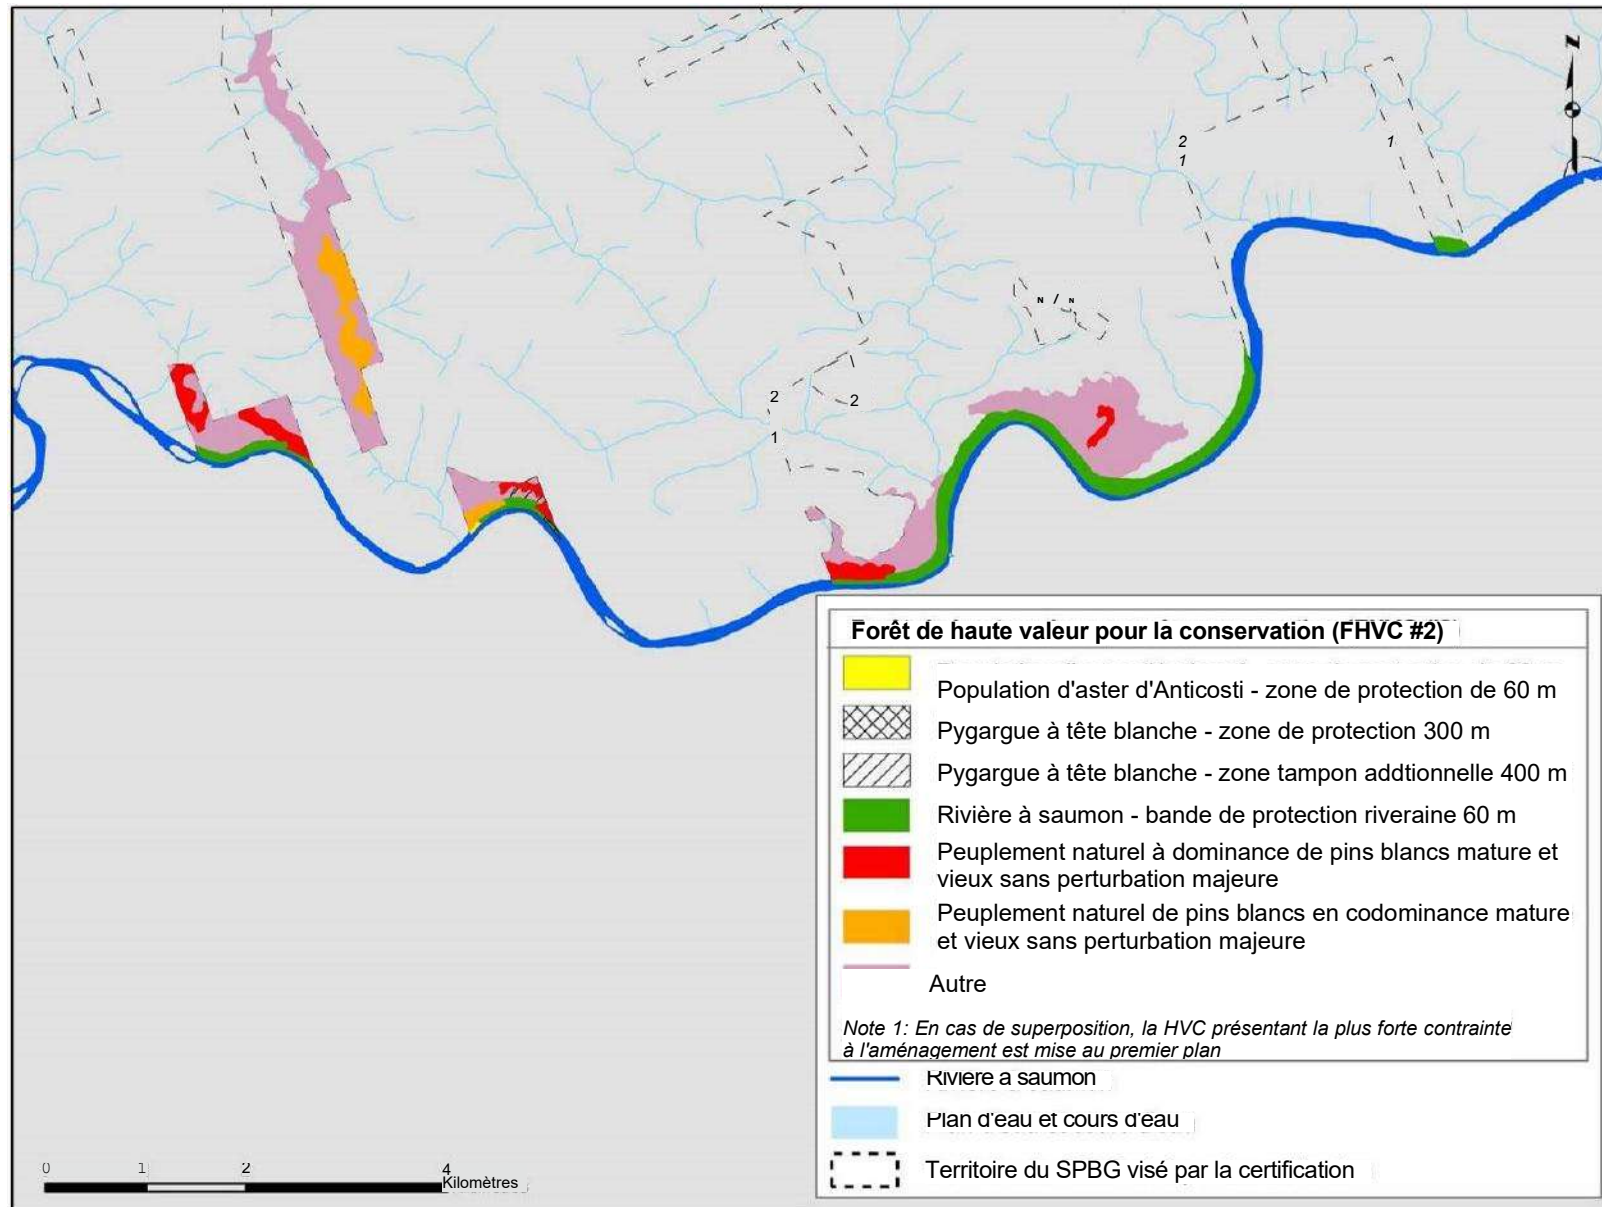 z
2
1
1
N / N
2
2
1
Forêt de haute valeur pour la conservation (FHVC #2)
Population d'aster d'Anticosti - zone de protection de 60 m
Pygargue à tête blanche - zone de protection 300 m
Pygargue à tête blanche - zone tampon addtionnelle 400 m
Rivière à saumon - bande de protection riveraine 60 m
Peuplement naturel à dominance de pins blancs mature et
vieux sans perturbation majeure
Peuplement naturel de pins blancs en codominance mature
et vieux sans perturbation majeure
Autre
Note 1: En cas de superposition, la HVC présentant la plus forte contrainte
à l'aménagement est mise au premier plan
Rivière à saumon
Plan d'eau et cours d'eau
Territoire du SPBG visé par la certification
0 1 2 4
Kilomètres